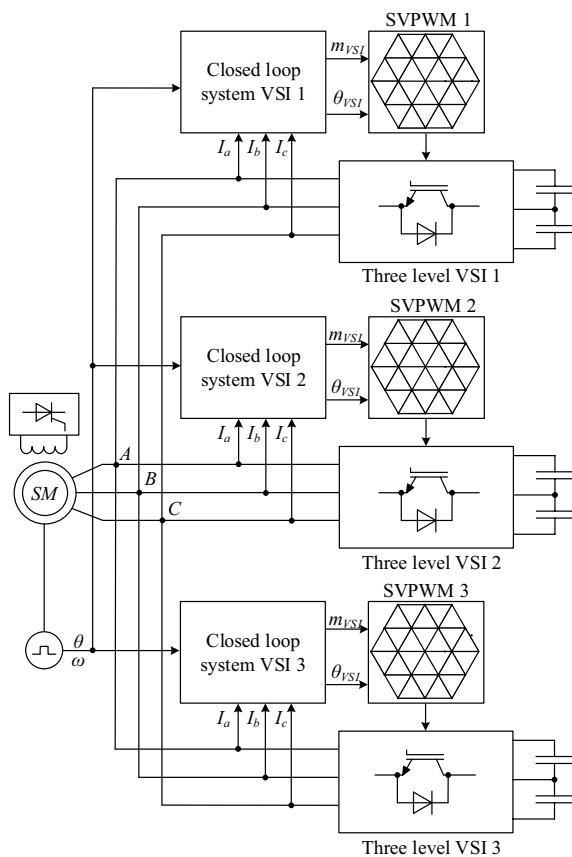 SVPWM 1
Closed loop
system VSI 1
m_VSI
θ_VSI
I_a I_b I_c
Three level VSI 1
SVPWM 2
Closed loop
system VSI 2
m_VSI
θ_VSI
I_a I_b I_c
A
B
C
SM
Three level VSI 2
SVPWM 3
Closed loop
system VSI 3
m_VSI
θ_VSI
θ
ω
I_a I_b I_c
Three level VSI 3